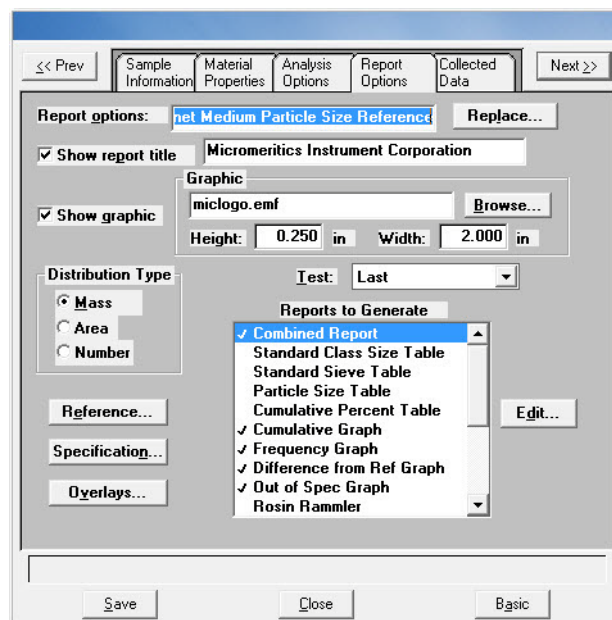 << Prev
Sample Information
Material Properties
Analysis Options
Report Options
Collected Data
Next >>
Report options: net Medium Particle Size Reference Replace...
✓ Show report title Micromeritics Instrument Corporation
Graphic
✓ Show graphic miclogo.emf Browse...
Height: 0.250 in Width: 2.000 in
Distribution Type
Mass
Area
Number
Test: Last
Reports to Generate
✓ Combined Report
Standard Class Size Table
Standard Sieve Table
Particle Size Table
Cumulative Percent Table
✓ Cumulative Graph
✓ Frequency Graph
✓ Difference from Ref Graph
✓ Out of Spec Graph
Rosin Rammler
Edit...
Reference...
Specification...
Overlays...
Save Close Basic